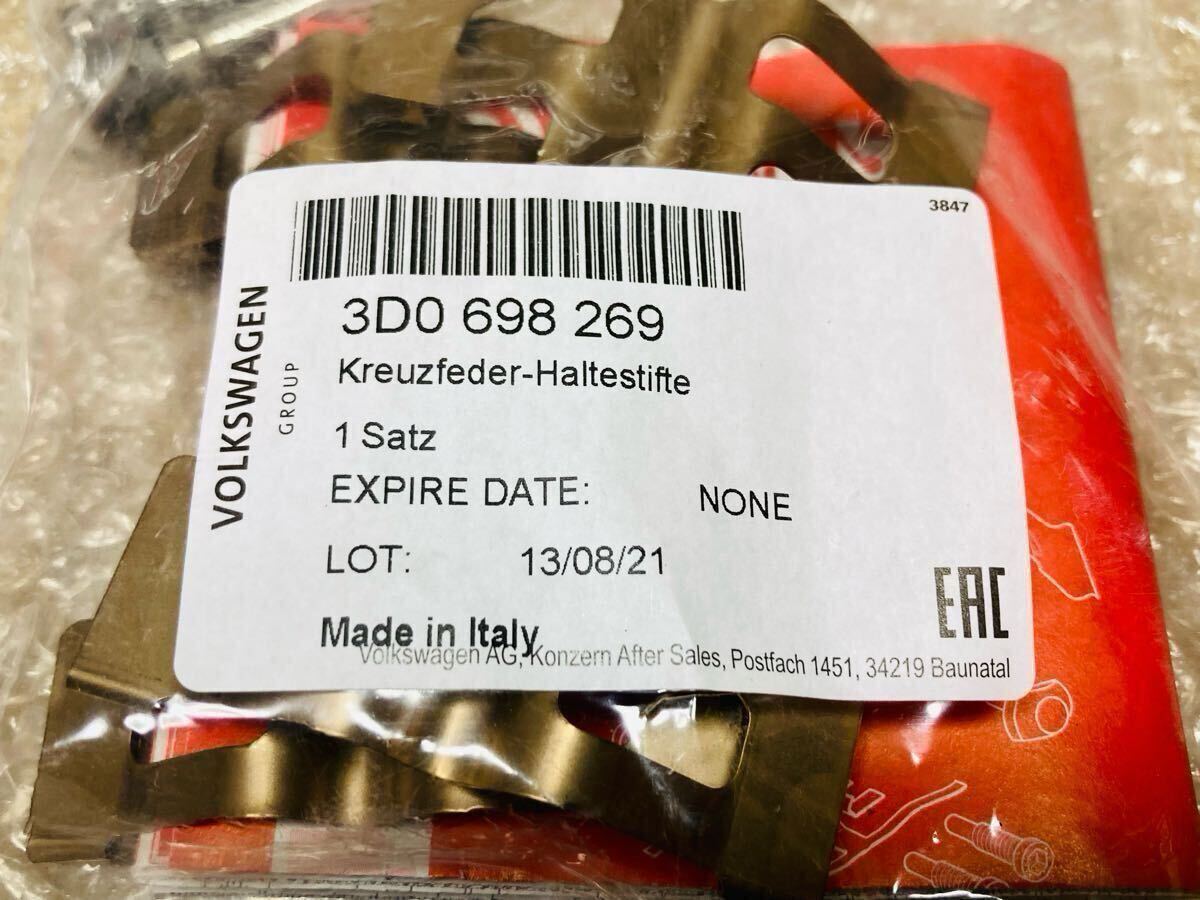 3847
3D0 698 269
Kreuzfeder-Haltestifte
1 Satz
EXPIRE DATE: NONE
LOT: 13/08/21
Made in Italy
Volkswagen AG, Konzern After Sales, Postfach 1451, 34219 Baunatal
VOLKSWAGEN
GROUP
EAC